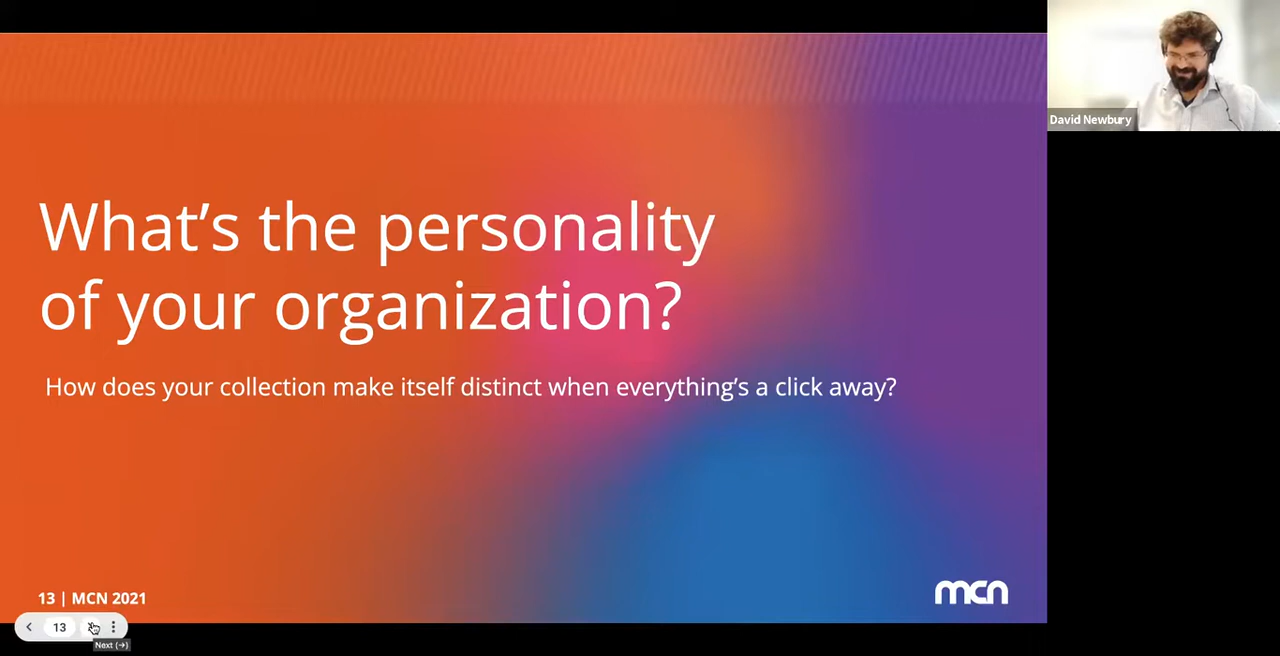 What's the personality
of your organization?
How does your collection make itself distinct when everything's a click away?
13 | MCN 2021
mcn
13
Next (→)
David Newbury